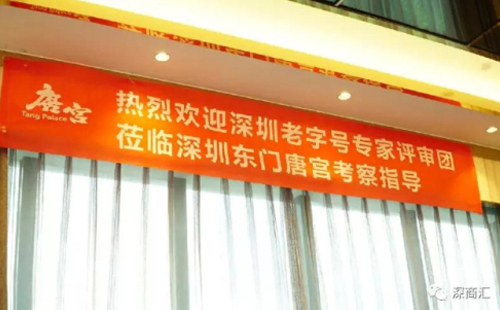 唐宫
Tang Palace
热烈欢迎深圳老字号专家评审团
莅临深圳东门唐宫考察指导
深商汇